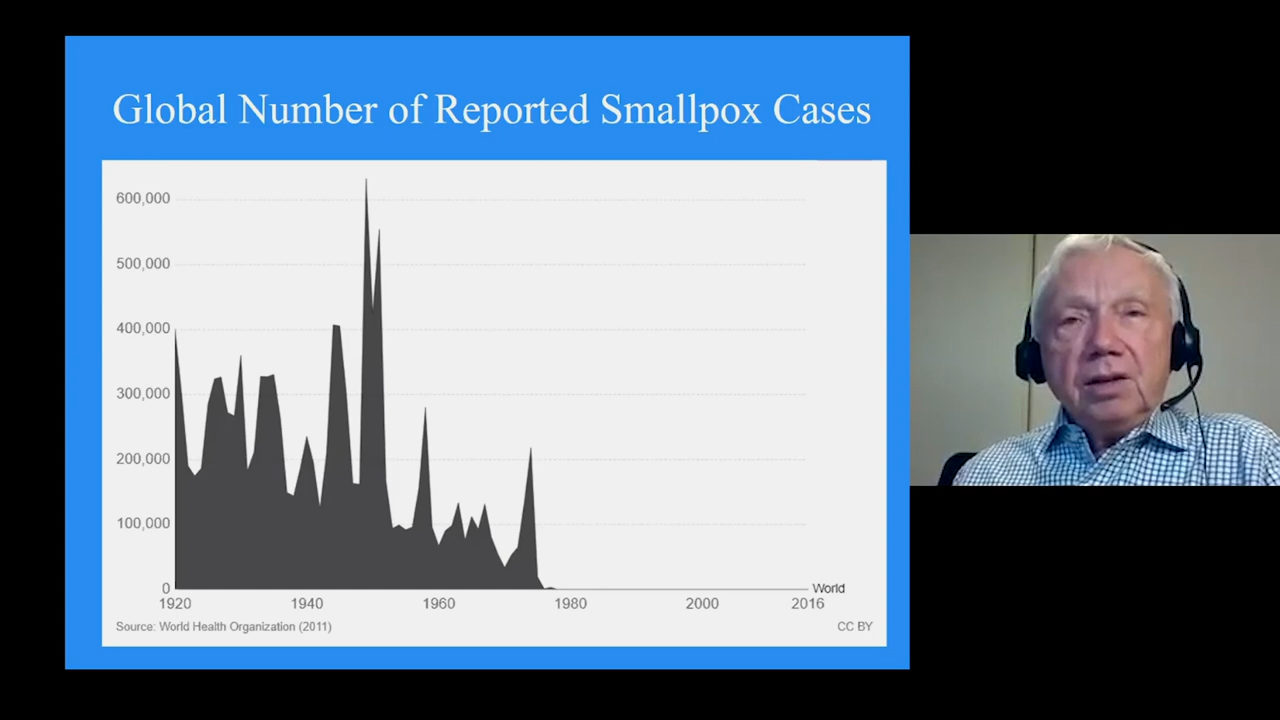 Global Number of Reported Smallpox Cases
600,000
500,000
400,000
300,000
200,000
100,000
0
World
1920 1940 1960 1980 2000 2016
Source: World Health Organization (2011) CC BY